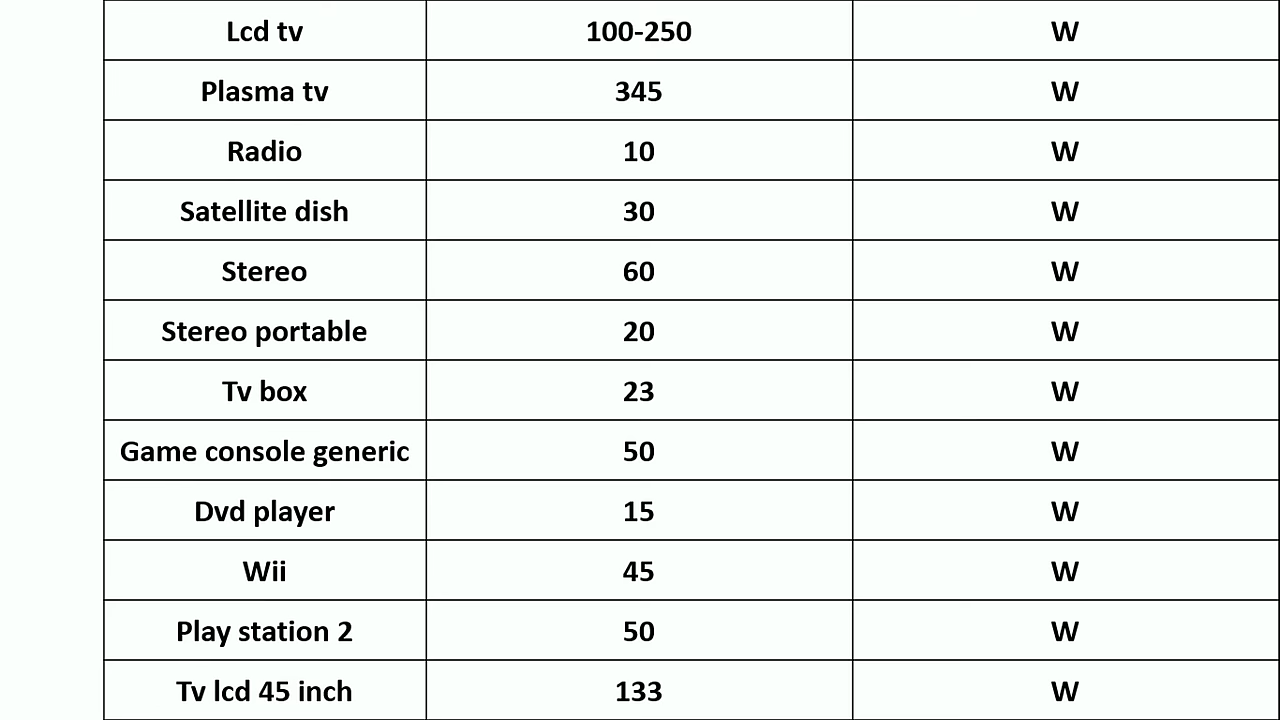 Lcd tv 100-250 W
Plasma tv 345 W
Radio 10 W
Satellite dish 30 W
Stereo 60 W
Stereo portable 20 W
Tv box 23 W
Game console generic 50 W
Dvd player 15 W
Wii 45 W
Play station 2 50 W
Tv lcd 45 inch 133 W